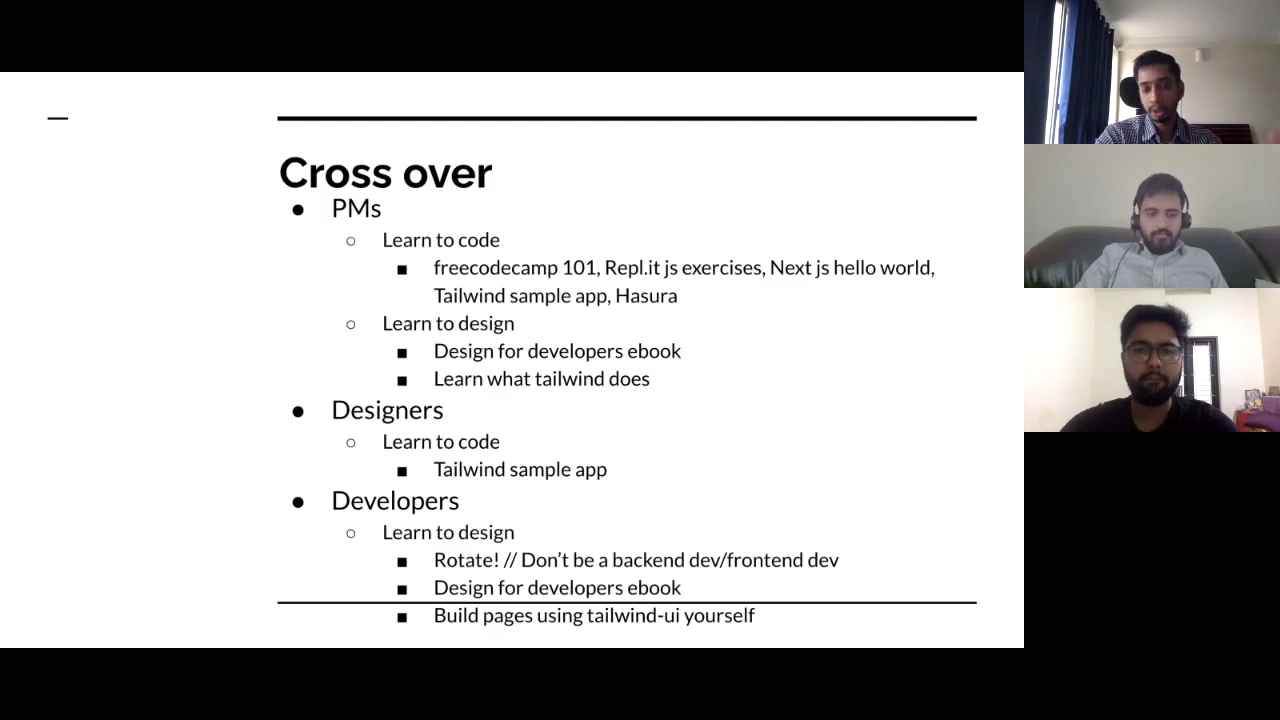 Cross over
● PMs
○ Learn to code
■ freecodecamp 101, Repl.it js exercises, Next js hello world,
Tailwind sample app, Hasura
○ Learn to design
■ Design for developers ebook
■ Learn what tailwind does
● Designers
○ Learn to code
■ Tailwind sample app
● Developers
○ Learn to design
■ Rotate! // Don’t be a backend dev/frontend dev
■ Design for developers ebook
■ Build pages using tailwind-ui yourself